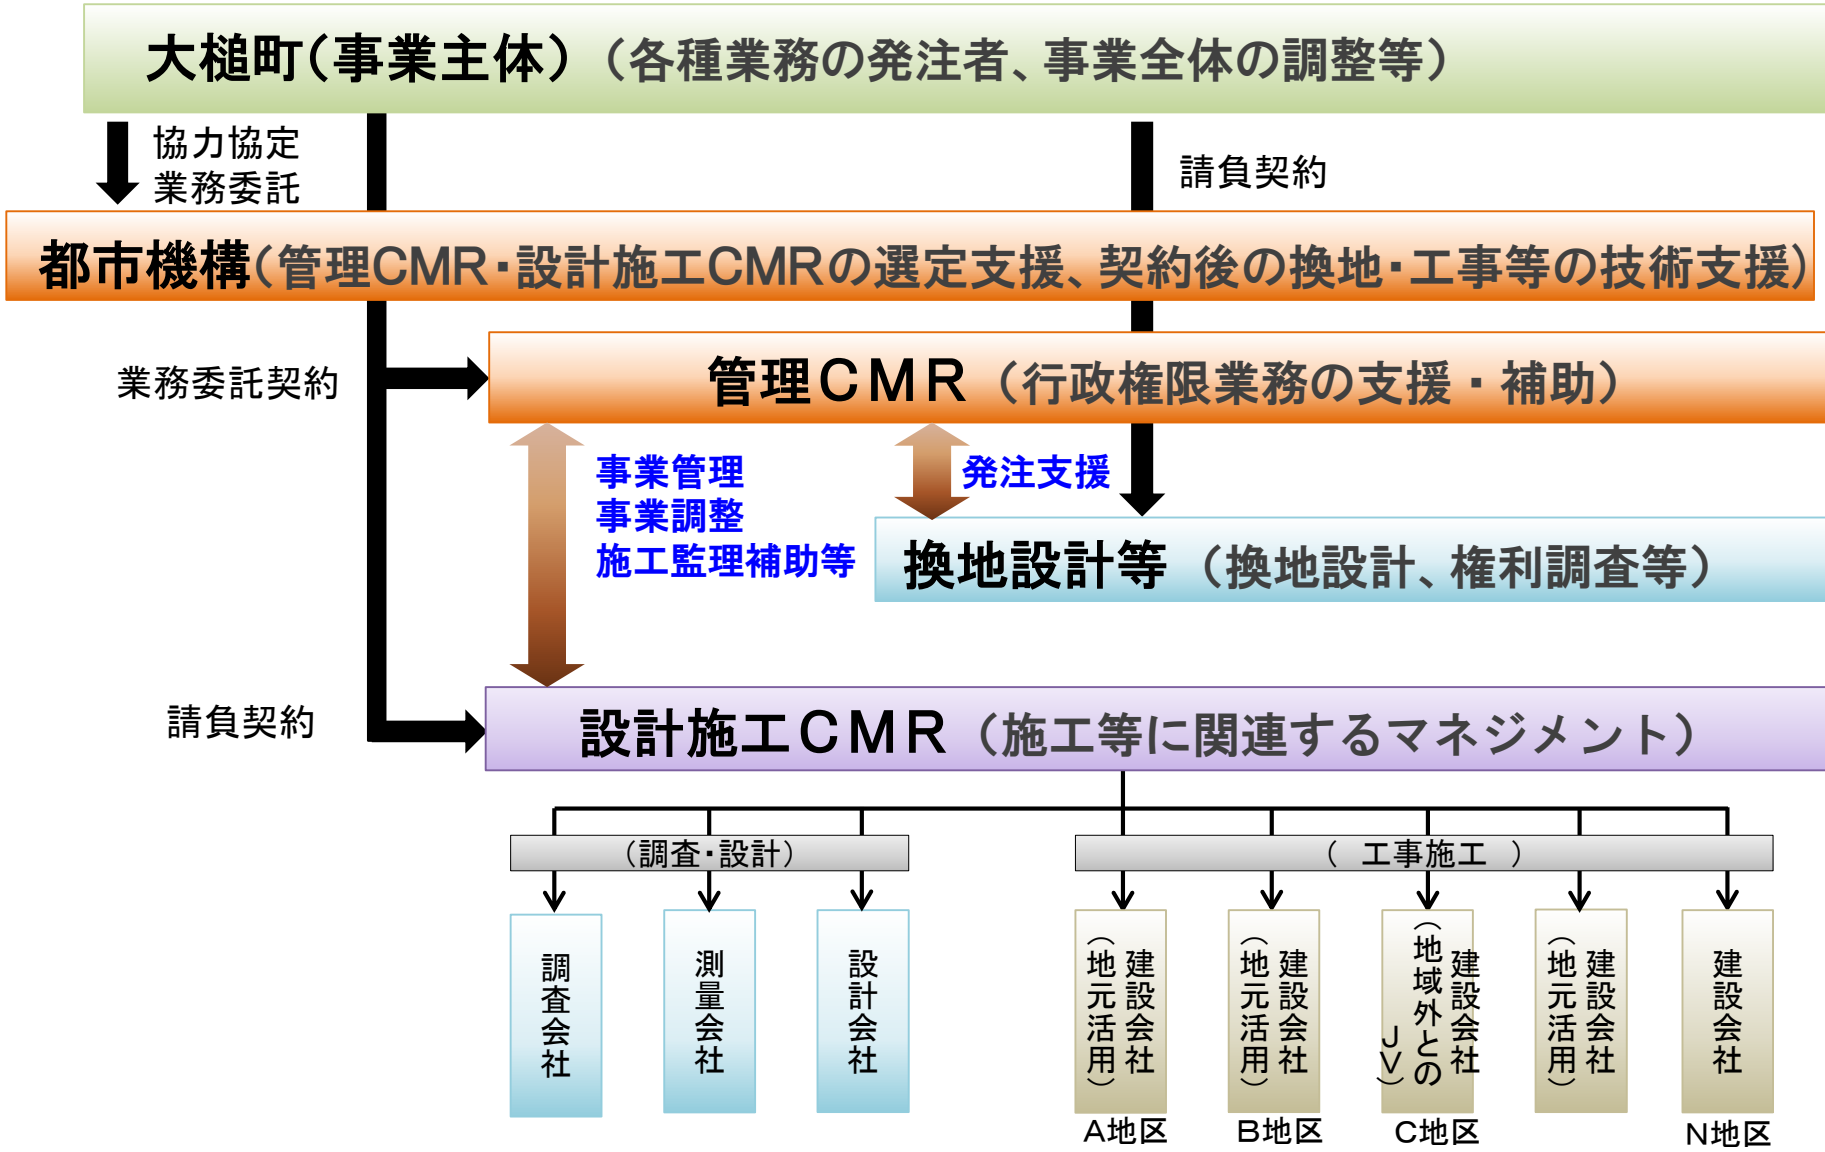 大槌町（事業主体）（各種業務の発注者、事業全体の調整等）
協力協定
業務委託
請負契約
都市機構（管理CMR・設計施工CMRの選定支援、契約後の換地・工事等の技術支援）
業務委託契約
管理CMR（行政権限業務の支援・補助）
事業管理
事業調整
施工監理補助等
発注支援
換地設計等（換地設計、権利調査等）
請負契約
設計施工CMR（施工等に関連するマネジメント）
（調査・設計）
（ 工事施工 ）
調査会社
測量会社
設計会社
建設会社
（地元活用）
建設会社
（地元活用）
建設会社
（地域外との
JV）
建設会社
（地元活用）
建設会社
A地区
B地区
C地区
N地区